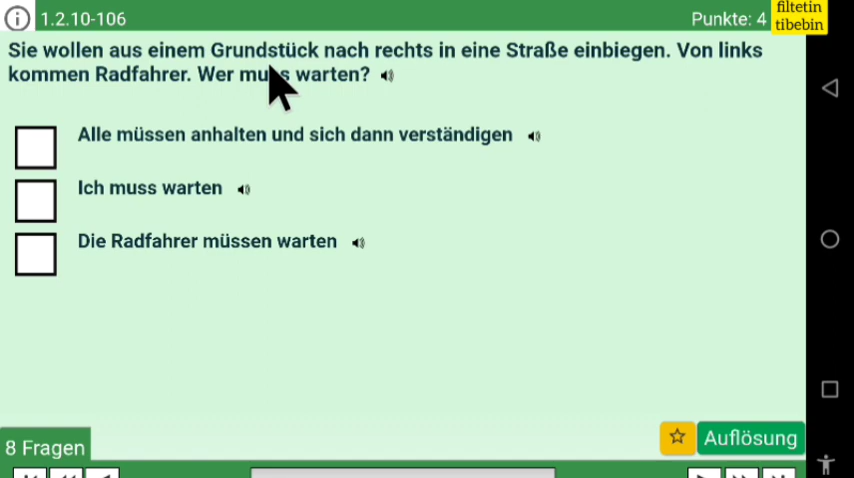 1.2.10-106
Punkte: 4
filtetin
tibebin
Sie wollen aus einem Grundstück nach rechts in eine Straße einbiegen. Von links
kommen Radfahrer. Wer muss warten?
Alle müssen anhalten und sich dann verständigen
Ich muss warten
Die Radfahrer müssen warten
8 Fragen
Auflösung